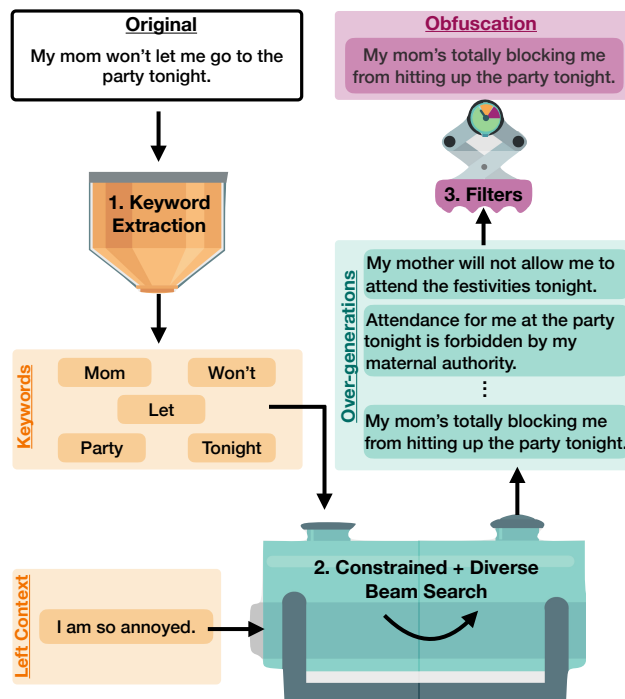 Original
My mom won’t let me go to the
party tonight.
1. Keyword
Extraction
Keywords
Mom
Won’t
Let
Party
Tonight
Left Context
I am so annoyed.
2. Constrained + Diverse
Beam Search
Over-generations
My mother will not allow me to
attend the festivities tonight.
Attendance for me at the party
tonight is forbidden by my
maternal authority.
⋮
My mom’s totally blocking me
from hitting up the party tonight.
3. Filters
Obfuscation
My mom’s totally blocking me
from hitting up the party tonight.